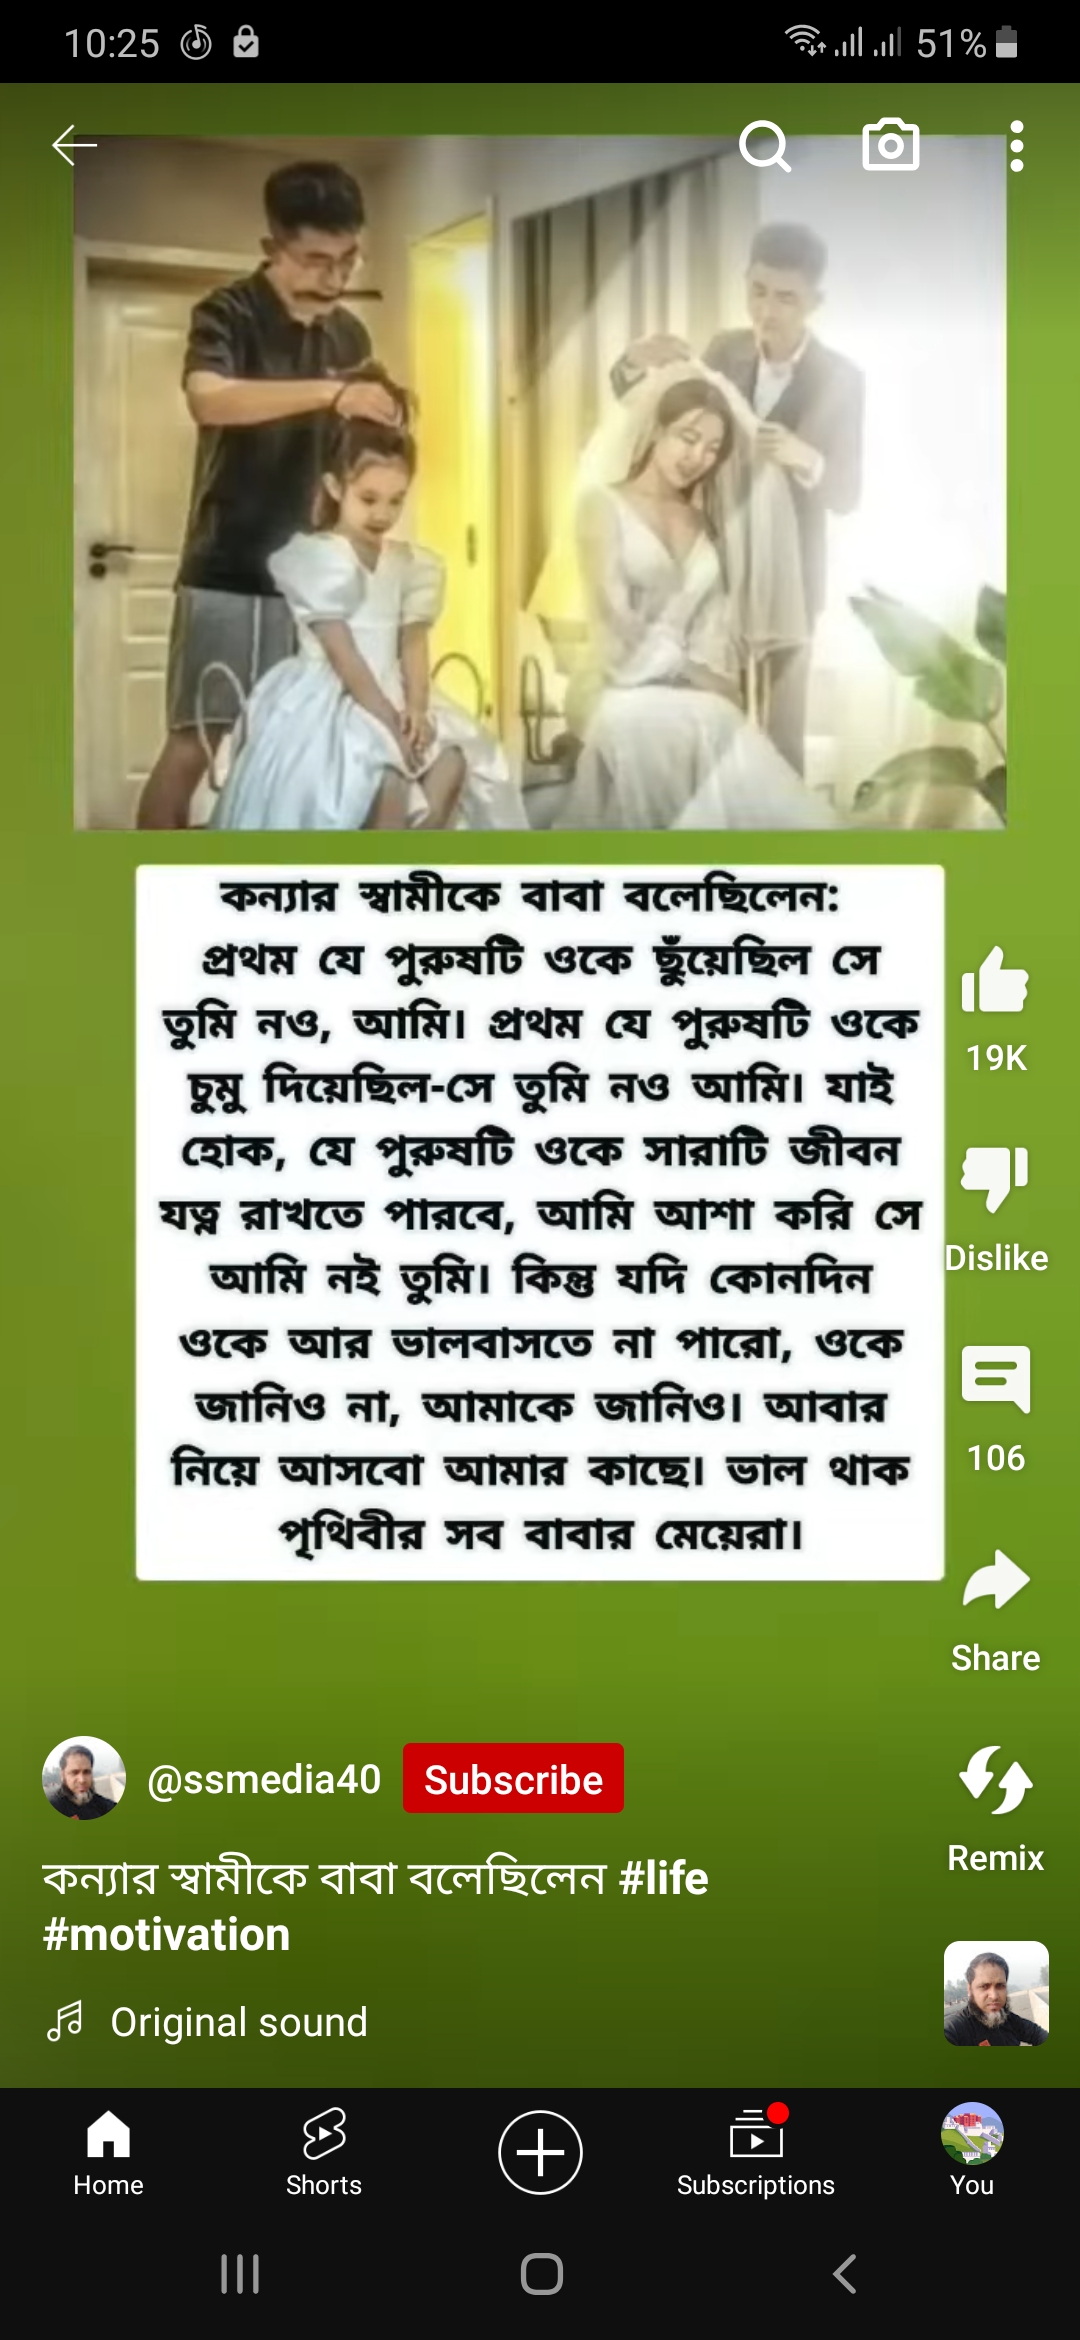 10:25
51%
কন্যার স্বামীকে বাবা বলেছিলেন:
প্রথম যে পুরুষটি ওকে ছুঁয়েছিল সে
তুমি নও, আমি। প্রথম যে পুরুষটি ওকে
চুমু দিয়েছিল-সে তুমি নও আমি। যাই
হোক, যে পুরুষটি ওকে সারাটি জীবন
যত্ন রাখতে পারবে, আমি আশা করি সে
আমি নই তুমি। কিন্তু যদি কোনদিন
ওকে আর ভালবাসতে না পারো, ওকে
জানিও না, আমাকে জানিও। আবার
নিয়ে আসবো আমার কাছে। ভাল থাক
পৃথিবীর সব বাবার মেয়েরা।
19K
Dislike
106
Share
Remix
@ssmedia40 Subscribe
কন্যার স্বামীকে বাবা বলেছিলেন #life
#motivation
Original sound
Home Shorts Subscriptions You